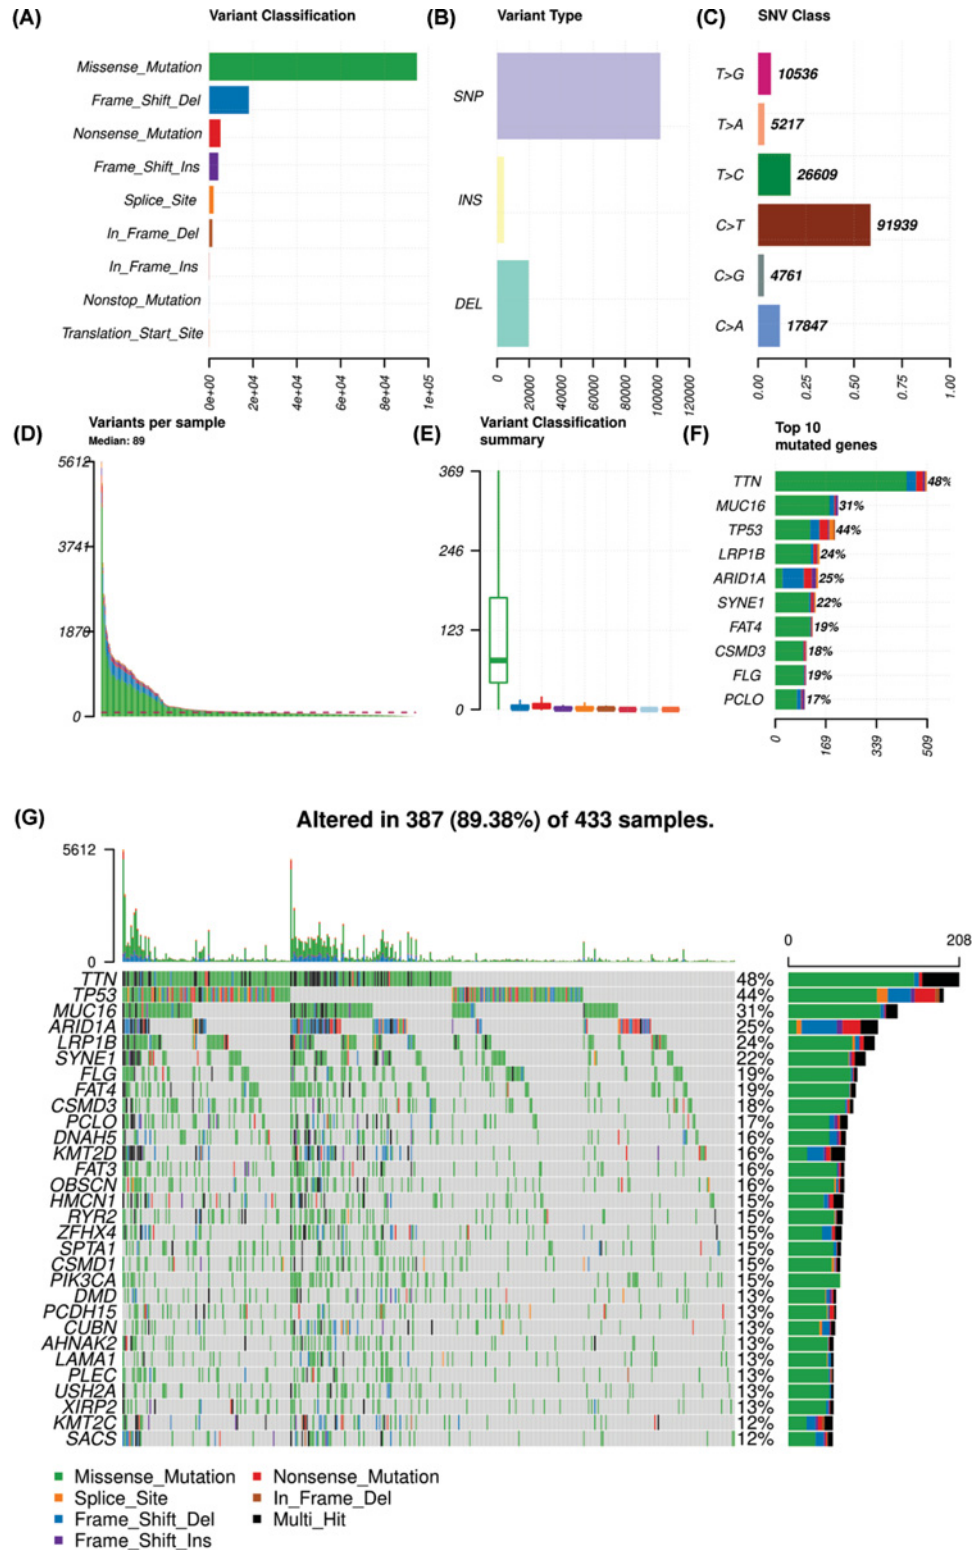 (A)
Variant Classification
Missense_Mutation
Frame_Shift_Del
Nonsense_Mutation
Frame_Shift_Ins
Splice_Site
In_Frame_Del
In_Frame_Ins
Nonstop_Mutation
Translation_Start_Site
0e+00 2e+04 4e+04 6e+04 8e+04 1e+05
(B)
Variant Type
SNP
INS
DEL
0 20000 40000 60000 80000 100000 120000
(C)
SNV Class
T>G 10536
T>A 5217
T>C 26609
C>T 91939
C>G 4761
C>A 17847
0.00 0.25 0.50 0.75 1.00
(D)
Variants per sample
Median: 89
5612
3741
1870
0
(E)
Variant Classification
summary
369
246
123
0
(F)
Top 10
mutated genes
TTN 48%
MUC16 31%
TP53 44%
LRP1B 24%
ARID1A 25%
SYNE1 22%
FAT4 19%
CSMD3 18%
FLG 19%
PCLO 17%
0 169 339 509
(G)
Altered in 387 (89.38%) of 433 samples.
5612
0
0 208
TTN 48%
TP53 44%
MUC16 31%
ARID1A 25%
LRP1B 24%
SYNE1 22%
FLG 19%
FAT4 19%
CSMD3 18%
PCLO 17%
DNAH5 16%
KMT2D 16%
FAT3 16%
OBSCN 16%
HMCN1 15%
RYR2 15%
ZFHX4 15%
SPTA1 15%
CSMD1 15%
PIK3CA 15%
DMD 13%
PCDH15 13%
CUBN 13%
AHNAK2 13%
LAMA1 13%
PLEC 13%
USH2A 13%
XIRP2 13%
KMT2C 12%
SACS 12%
Missense_Mutation
Splice_Site
Frame_Shift_Del
Frame_Shift_Ins
Nonsense_Mutation
In_Frame_Del
Multi_Hit